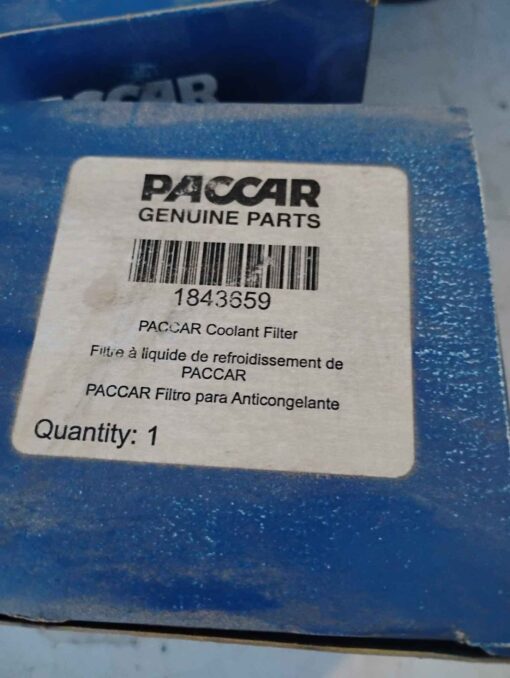 PACCAR
PACCAR
GENUINE PARTS
1843659
PACCAR Coolant Filter
Filtre à liquide de refroidissement de
PACCAR
PACCAR Filtro para Anticongelante
Quantity: 1